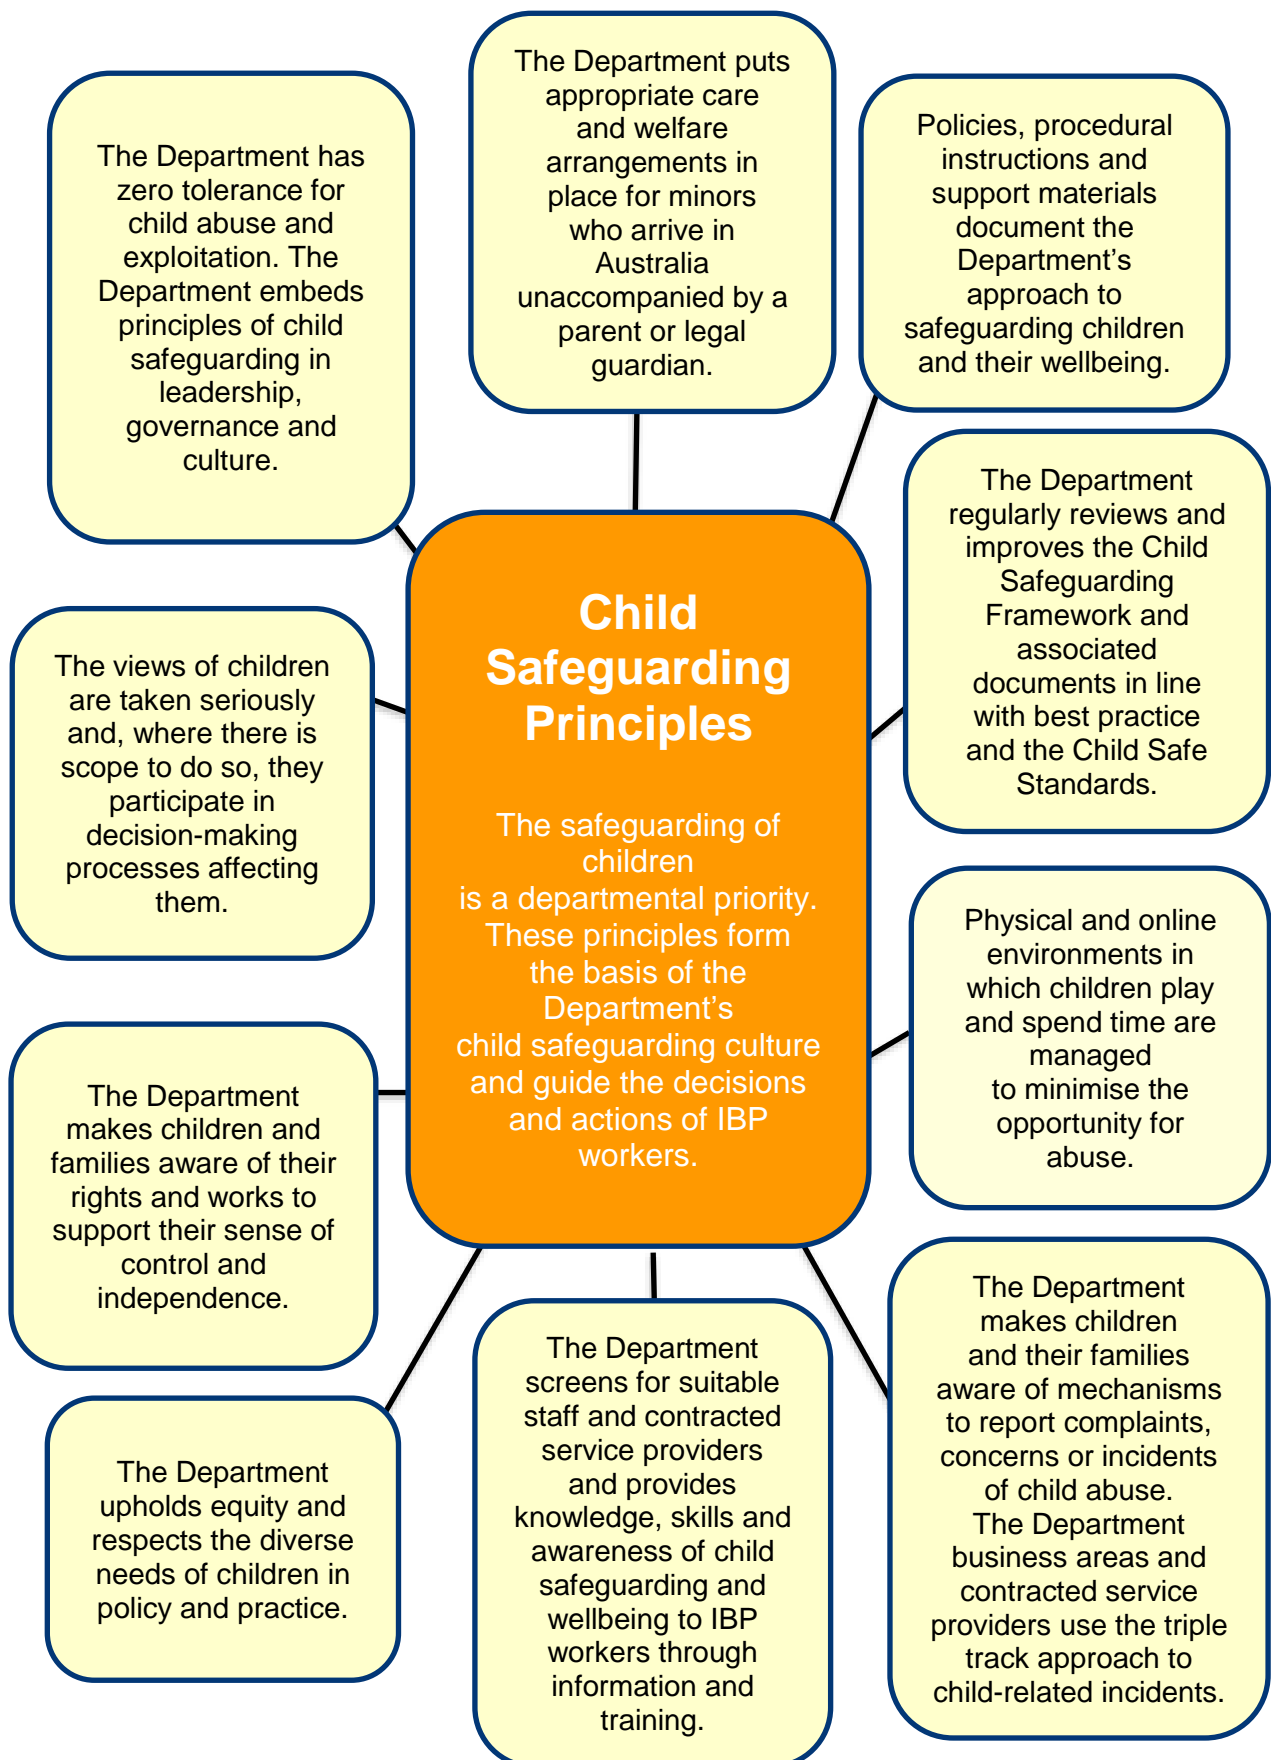 The Department has
zero tolerance for
child abuse and
exploitation. The
Department embeds
principles of child
safeguarding in
leadership,
governance and
culture.
The Department puts
appropriate care
and welfare
arrangements in
place for minors
who arrive in
Australia
unaccompanied by a
parent or legal
guardian.
Policies, procedural
instructions and
support materials
document the
Department’s
approach to
safeguarding children
and their wellbeing.
The Department
regularly reviews and
improves the Child
Safeguarding
Framework and
associated
documents in line
with best practice
and the Child Safe
Standards.
Child
Safeguarding
Principles
The safeguarding of
children
is a departmental priority.
These principles form
the basis of the
Department’s
child safeguarding culture
and guide the decisions
and actions of IBP
workers.
The views of children
are taken seriously
and, where there is
scope to do so, they
participate in
decision-making
processes affecting
them.
Physical and online
environments in
which children play
and spend time are
managed
to minimise the
opportunity for
abuse.
The Department
makes children and
families aware of their
rights and works to
support their sense of
control and
independence.
The Department
makes children
and their families
aware of mechanisms
to report complaints,
concerns or incidents
of child abuse.
The Department
business areas and
contracted service
providers use the triple
track approach to
child-related incidents.
The Department
screens for suitable
staff and contracted
service providers
and provides
knowledge, skills and
awareness of child
safeguarding and
wellbeing to IBP
workers through
information and
training.
The Department
upholds equity and
respects the diverse
needs of children in
policy and practice.